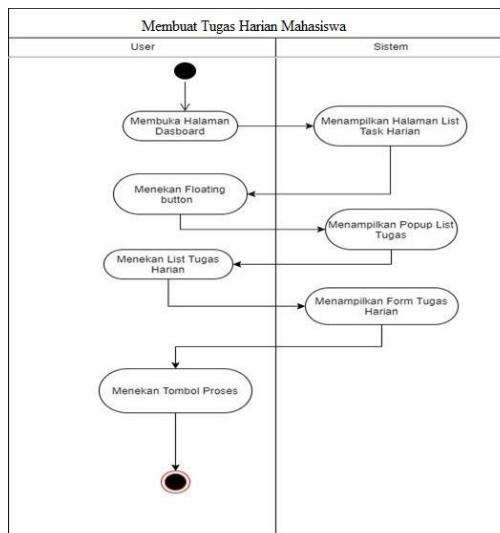 Membuat Tugas Harian Mahasiswa
User
Sistem
Membuka Halaman
Dasboard
Menampilkan Halaman List
Task Harian
Menekan Floating
button
Menampilkan Popup List
Tugas
Menekan List Tugas
Harian
Menampilkan Form Tugas
Harian
Menekan Tombol Proses